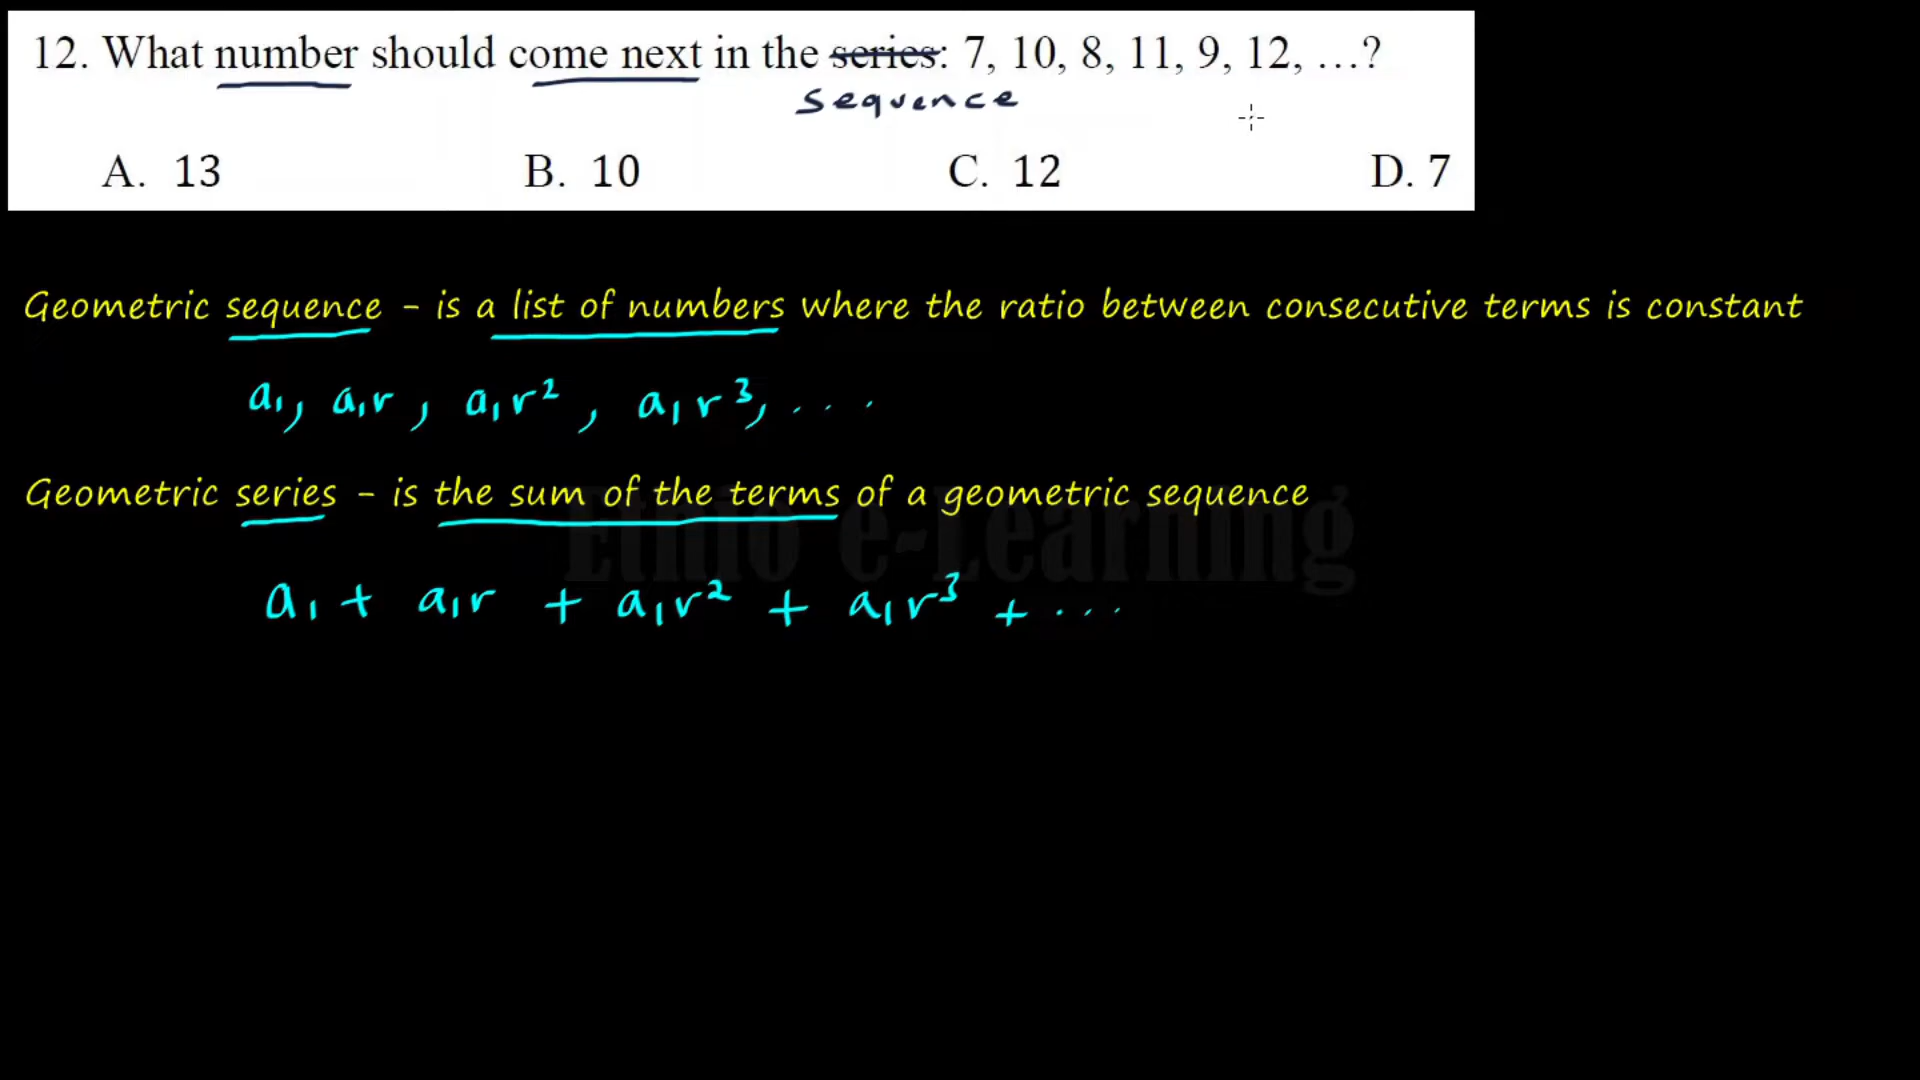 12. What number should come next in the series: 7, 10, 8, 11, 9, 12, …?
sequence
A. 13 B. 10 C. 12 D. 7
Geometric sequence - is a list of numbers where the ratio between consecutive terms is constant
a₁, a₁r, a₁r², a₁r³, ...
Geometric series - is the sum of the terms of a geometric sequence
Ethio e-Learning
a₁ + a₁r + a₁r² + a₁r³ + ...